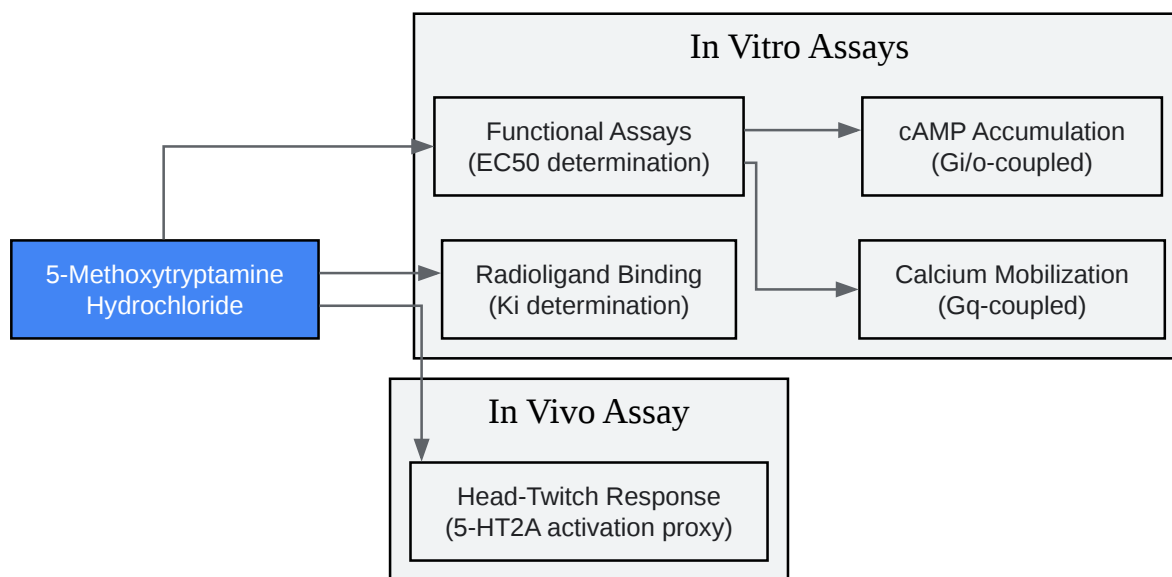 In Vitro Assays
Functional Assays
(EC50 determination)
cAMP Accumulation
(Gi/o-coupled)
5-Methoxytryptamine
Hydrochloride
Radioligand Binding
(Ki determination)
Calcium Mobilization
(Gq-coupled)
In Vivo Assay
Head-Twitch Response
(5-HT2A activation proxy)